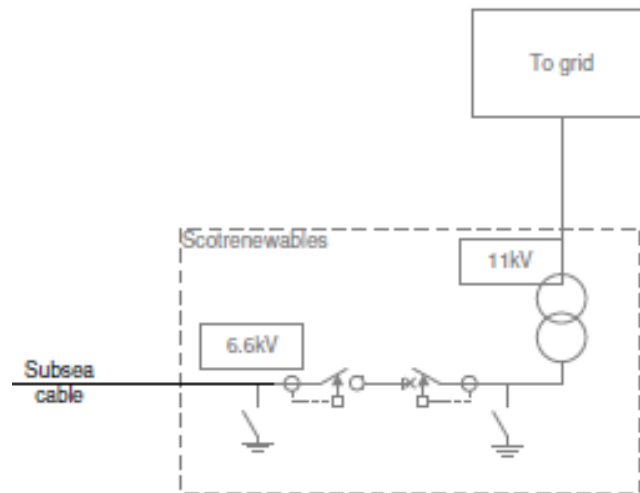 To grid
Scotrenewables
11kV
6.6kV
Subsea
cable